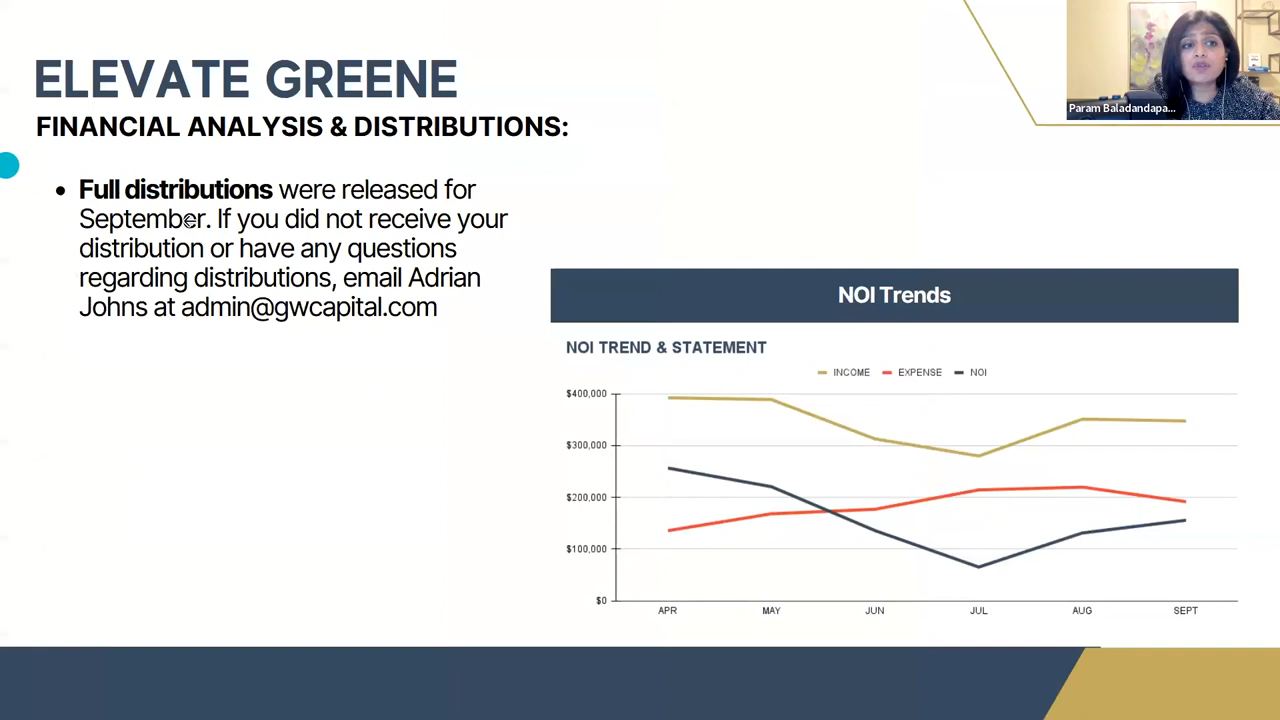 ELEVATE GREENE
FINANCIAL ANALYSIS & DISTRIBUTIONS:
Param Baladandapa...
• Full distributions were released for
September. If you did not receive your
distribution or have any questions
regarding distributions, email Adrian
Johns at admin@gwcapital.com
NOI Trends
NOI TREND & STATEMENT
INCOME EXPENSE NOI
$400,000
$300,000
$200,000
$100,000
$0
APR MAY JUN JUL AUG SEPT